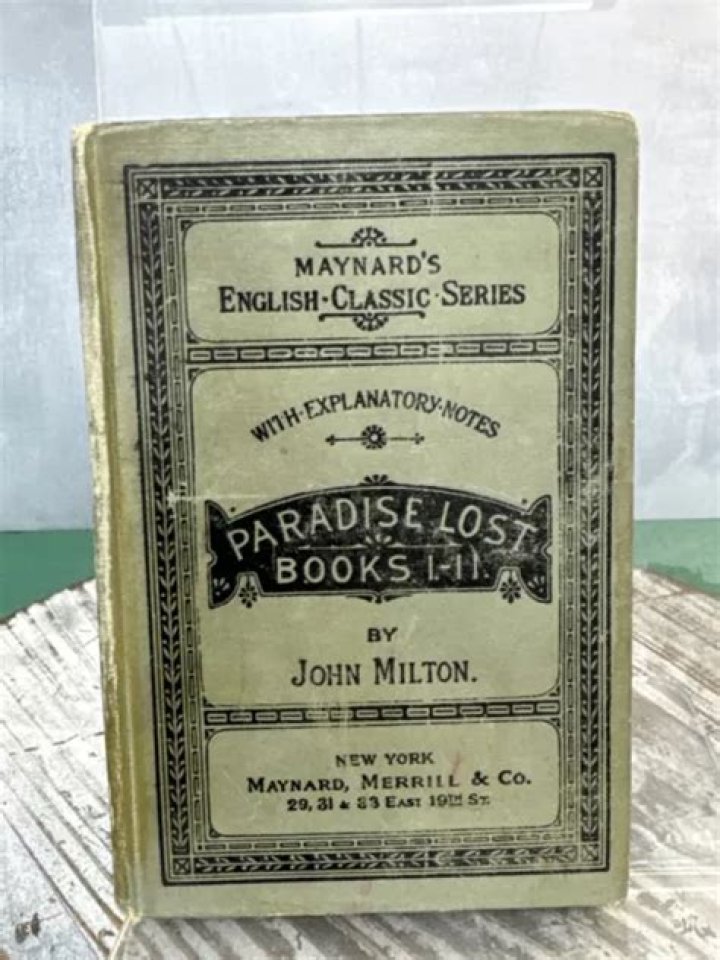 MAYNARD'S
ENGLISH·CLASSIC·SERIES
WITH·EXPLANATORY·NOTES
PARADISE LOST
BOOKS I-II.
BY
JOHN MILTON.
NEW YORK
MAYNARD, MERRILL & CO.
29, 31 & 33 EAST 19TH ST.